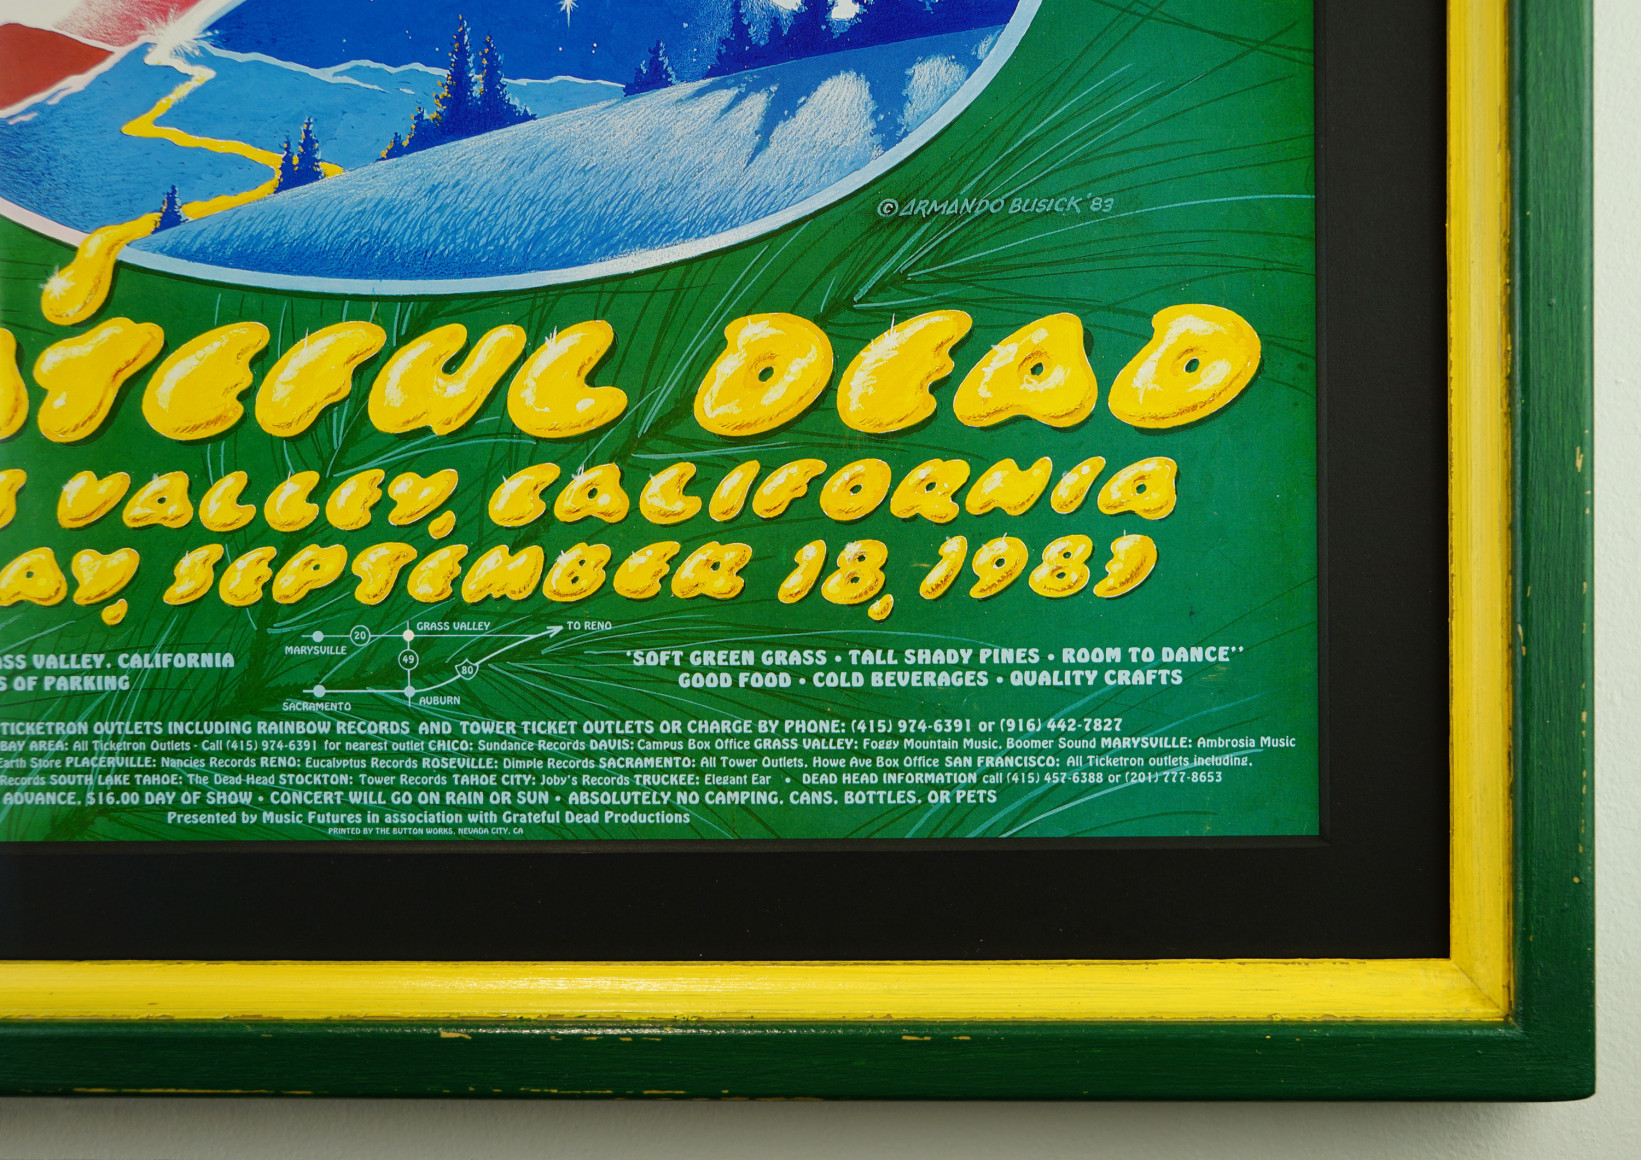 © ARMANDO BUSICK '83
ATEFUL DEAD
S VALLEY, CALIFORNIA
AY, SEPTEMBER 18, 1983
GRASS VALLEY
TO RENO
20
MARYSVILLE
49
80
SACRAMENTO
AUBURN
ASS VALLEY, CALIFORNIA
S OF PARKING
"SOFT GREEN GRASS • TALL SHADY PINES • ROOM TO DANCE"
GOOD FOOD • COLD BEVERAGES • QUALITY CRAFTS
TICKETRON OUTLETS INCLUDING RAINBOW RECORDS AND TOWER TICKET OUTLETS OR CHARGE BY PHONE: (415) 974-6391 or (916) 442-7827
BAY AREA: All Ticketron Outlets - Call (415) 974-6391 for nearest outlet CHICO: Sundance Records DAVIS: Campus Box Office GRASS VALLEY: Foggy Mountain Music, Boomer Sound MARYSVILLE: Ambrosia Music
Earth Store PLACERVILLE: Nancies Records RENO: Eucalyptus Records ROSEVILLE: Dimple Records SACRAMENTO: All Tower Outlets, Howe Ave Box Office SAN FRANCISCO: All Ticketron outlets including,
Records SOUTH LAKE TAHOE: The Dead Head STOCKTON: Tower Records TAHOE CITY: Joby's Records TRUCKEE: Elegant Ear • DEAD HEAD INFORMATION call (415) 457-6388 or (201) 777-8653
ADVANCE, $16.00 DAY OF SHOW • CONCERT WILL GO ON RAIN OR SUN • ABSOLUTELY NO CAMPING, CANS, BOTTLES, OR PETS
Presented by Music Futures in association with Grateful Dead Productions
PRINTED BY THE BUTTON WORKS, NEVADA CITY, CA